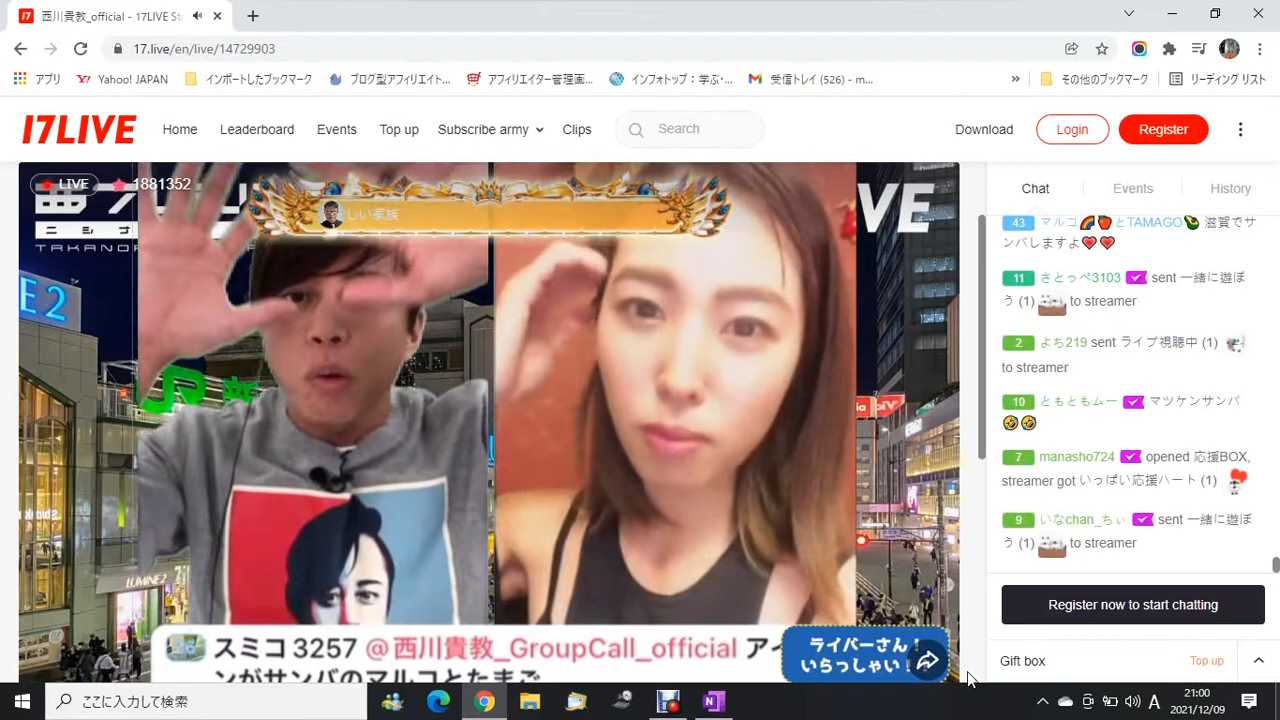 西川貴教_official - 17LIVE St
17.live/en/live/14729903
アプリ
Yahoo! JAPAN
インポートしたブックマーク
ブログ型アフィリエイト...
アフィリエイター管理画...
インフォトップ：学ぶ・...
受信トレイ (526) - m...
»
その他のブックマーク
リーディング リスト
17LIVE
Home
Leaderboard
Events
Top up
Subscribe army
Clips
Search
Download
Login
Register
LIVE
1881352
しい家族
VE
ニシ
TAKANO
E 2
JR 新
LUMINE2
スミコ3257 @西川貴教_GroupCall_official アイ
ンがサンバのマルコとたまご
ライバーさん！
いらっしゃい！
Chat
Events
History
43 マルコ🌈🍎とTAMAGO🥑 滋賀でサ
ンバしますよ❤️❤️
11 さとっぺ3103 sent 一緒に遊ぼ
う (1) to streamer
2 よち219 sent ライブ視聴中 (1)
to streamer
10 ともともムー マツケンサンバ
🤣🤣
7 manasho724 opened 応援BOX,
streamer got いっぱい応援ハート (1)
9 いなchan_ちぃ sent 一緒に遊ぼ
う (1) to streamer
Register now to start chatting
Gift box
Top up
ここに入力して検索
A
21:00
2021/12/09